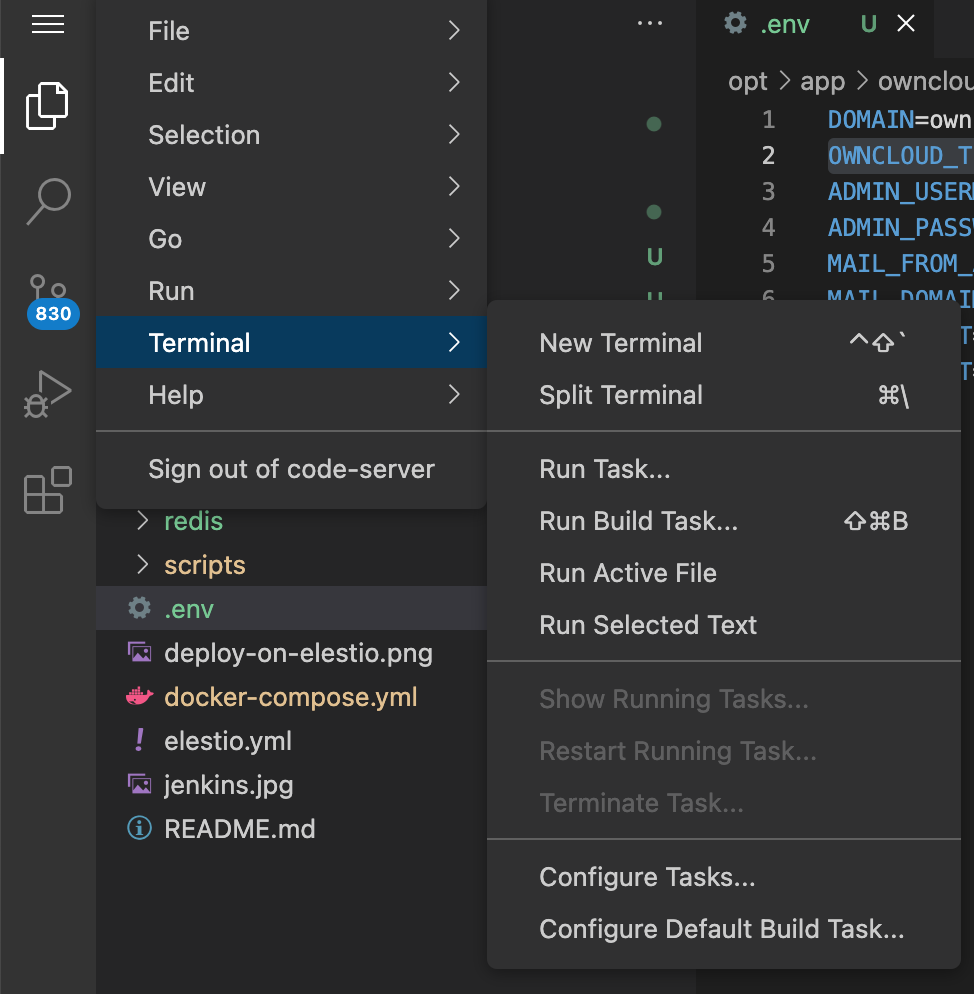 File
Edit
Selection
View
Go
Run
Terminal
Help
Sign out of code-server
830
redis
scripts
.env
deploy-on-elestio.png
docker-compose.yml
elestio.yml
jenkins.jpg
README.md
U
U
.env U
opt > app > ownclou
1 DOMAIN=own
2 OWNCLOUD_T
3 ADMIN_USER
4 ADMIN_PASS
5 MAIL_FROM_
6 MAIL_DOMAI
T=
T=
New Terminal ^⇧`
Split Terminal ⌘\
Run Task...
Run Build Task... ⇧⌘B
Run Active File
Run Selected Text
Show Running Tasks...
Restart Running Task...
Terminate Task...
Configure Tasks...
Configure Default Build Task...